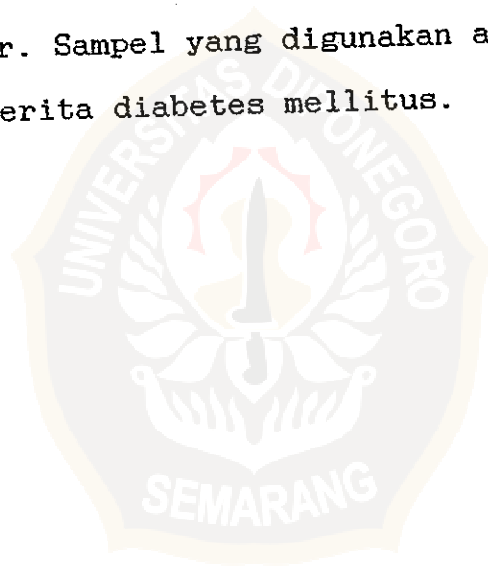 r. Sampel yang digunakan a
erita diabetes mellitus.
UNIVERSITAS DIPONEGORO
SEMARANG